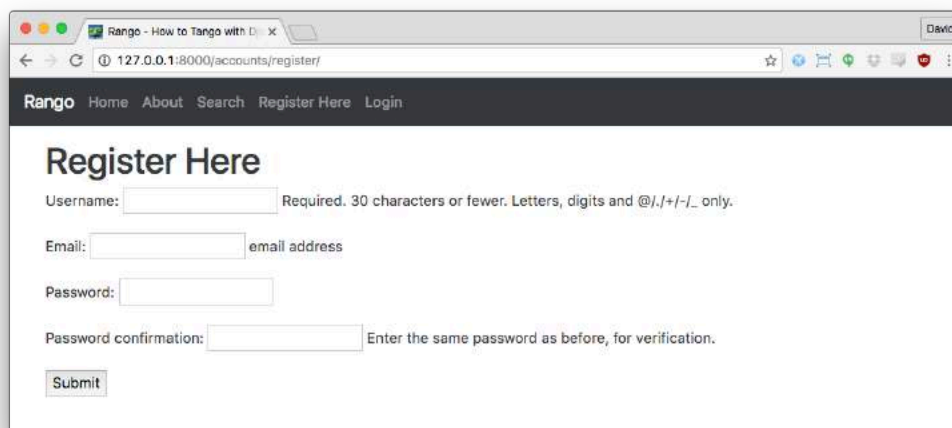 Rango - How to Tango with D
David
127.0.0.1:8000/accounts/register/
Rango Home About Search Register Here Login
Register Here
Username: Required. 30 characters or fewer. Letters, digits and @/./+/-/_ only.
Email: email address
Password:
Password confirmation: Enter the same password as before, for verification.
Submit